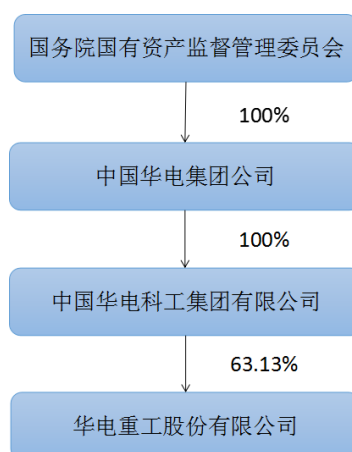 国务院国有资产监督管理委员会
100%
中国华电集团公司
100%
中国华电科工集团有限公司
63.13%
华电重工股份有限公司